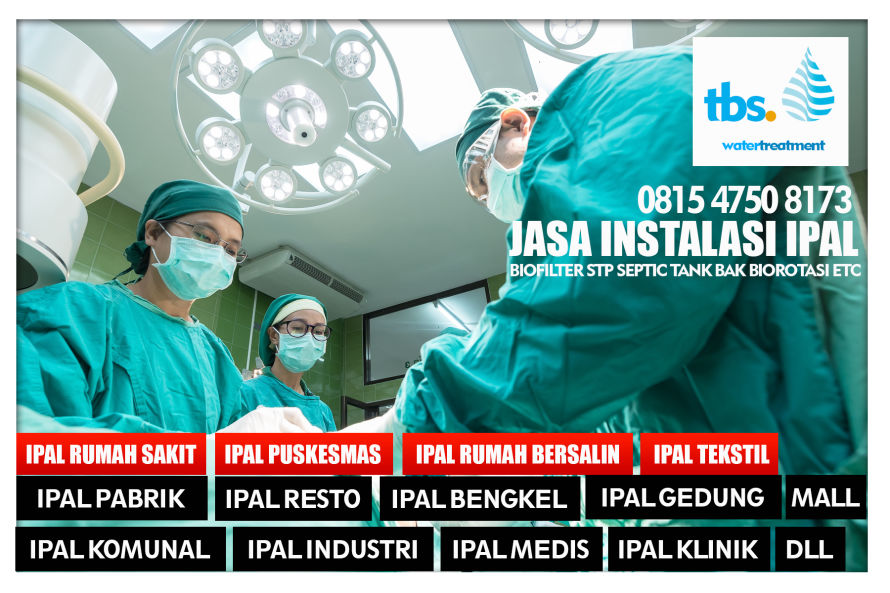 tbs.
watertreatment
0815 4750 8173
JASA INSTALASI IPAL
BIOFILTER STP SEPTIC TANK BAK BIOROTASI ETC
IPAL RUMAH SAKIT IPAL PUSKESMAS IPAL RUMAH BERSALIN IPAL TEKSTIL
IPAL PABRIK IPAL RESTO IPAL BENGKEL IPAL GEDUNG MALL
IPAL KOMUNAL IPAL INDUSTRI IPAL MEDIS IPAL KLINIK DLL